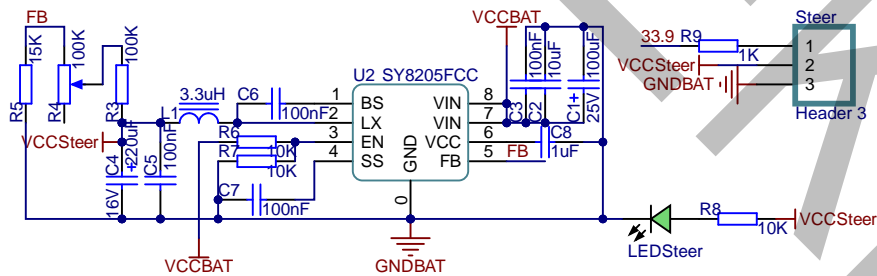 FB
15K
R5
100K
R4
100K
R3
VCCSteer
220uF
C4
16V
+
100nF
C5
L1
3.3uH
C6
100nF
R6
10K
R7
10K
C7
100nF
VCCBAT
U2 SY8205FCC
1 BS
2 LX
3 EN
4 SS
VIN 8
VIN 7
VCC 6
FB 5
GND
0
GNDBAT
VCCBAT
100nF
C3
10uF
C2
100uF
C1+
25V
C8
1uF
FB
LEDSteer
R8
10K
VCCSteer
Steer
33.9 R9
1K
VCCSteer
GNDBAT
1
2
3
Header 3